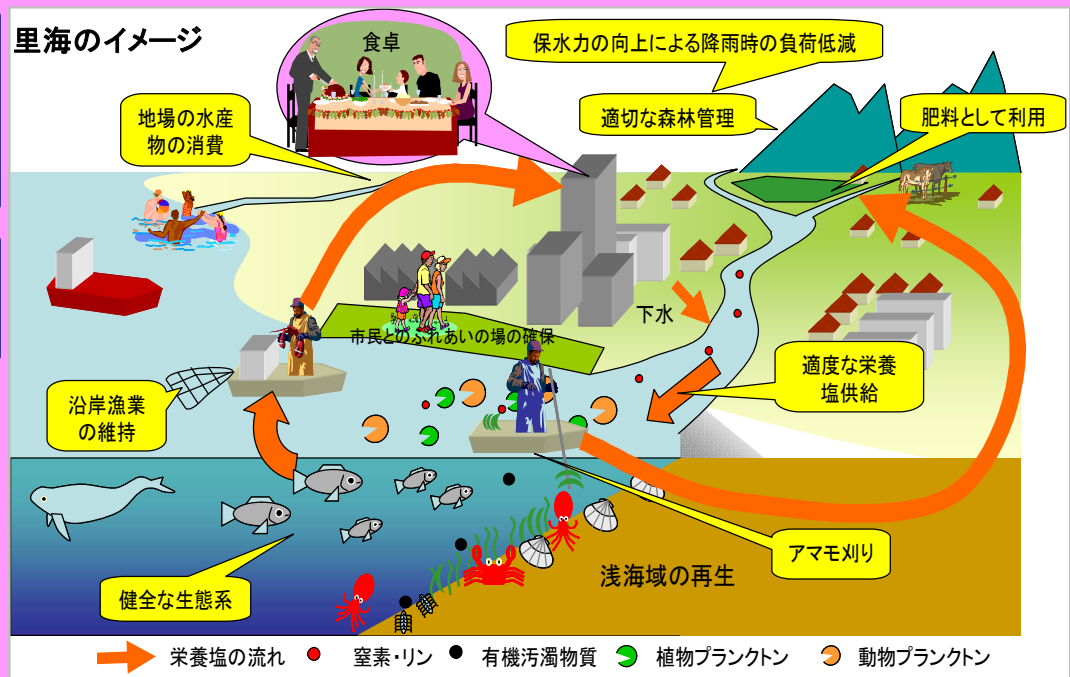 里海のイメージ
食卓
保水力の向上による降雨時の負荷低減
地場の水産
物の消費
適切な森林管理
肥料として利用
下水
市民とのふれあいの場の確保
適度な栄養
塩供給
沿岸漁業
の維持
アマモ刈り
浅海域の再生
健全な生態系
栄養塩の流れ
窒素・リン
有機汚濁物質
植物プランクトン
動物プランクトン